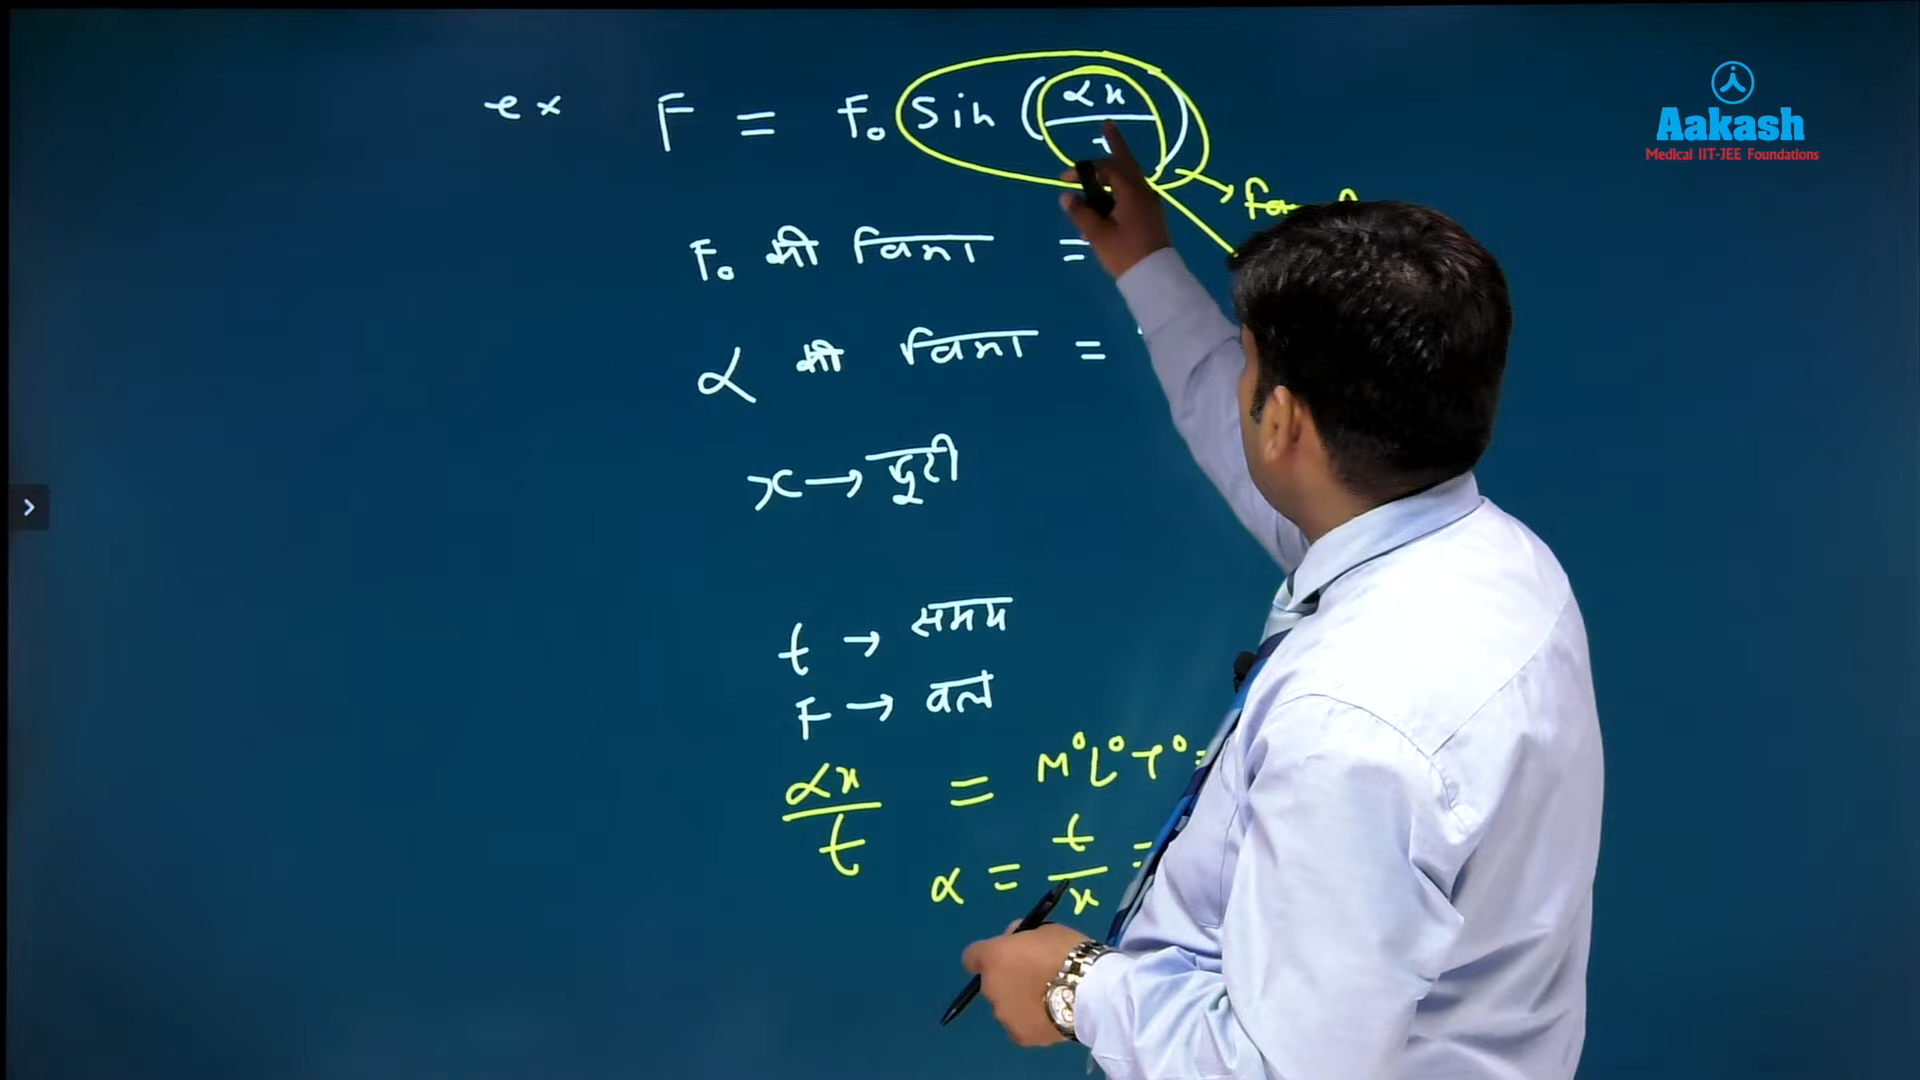 ex F = F₀ Sin (αx/t)
Aakash
Medical IIT-JEE Foundations
F₀ की विमा =
α की विमा =
x → दूरी
t → समय
F → बल
αx/t = M⁰L⁰T⁰ =
α = t/x =